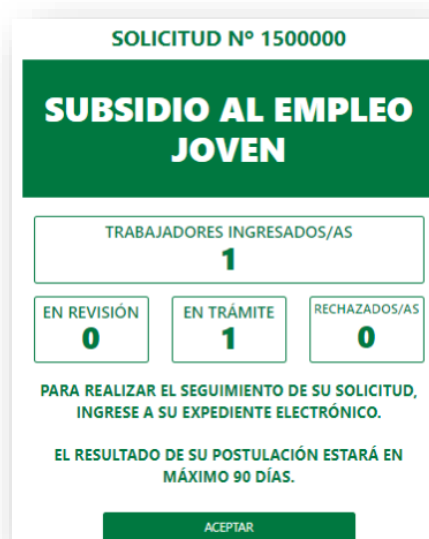 SOLICITUD Nº 1500000
SUBSIDIO AL EMPLEO
JOVEN
TRABAJADORES INGRESADOS/AS
1
EN REVISIÓN
0
EN TRÁMITE
1
RECHAZADOS/AS
0
PARA REALIZAR EL SEGUIMIENTO DE SU SOLICITUD,
INGRESE A SU EXPEDIENTE ELECTRÓNICO.
EL RESULTADO DE SU POSTULACIÓN ESTARÁ EN
MÁXIMO 90 DÍAS.
ACEPTAR